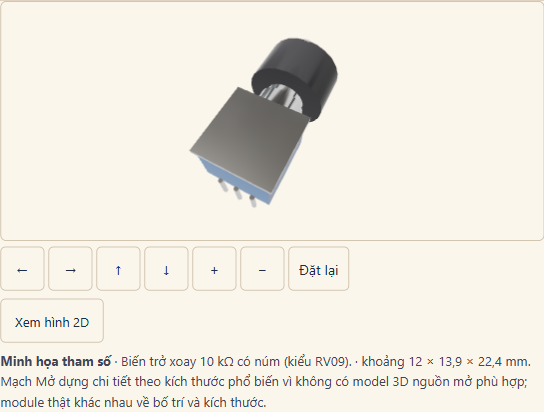 ← → ↑ ↓ + − Đặt lại
Xem hình 2D
Minh họa tham số · Biến trở xoay 10 kΩ có núm (kiểu RV09). · khoảng 12 × 13,9 × 22,4 mm.
Mạch Mở dựng chi tiết theo kích thước phổ biến vì không có model 3D nguồn mở phù hợp;
module thật khác nhau về bố trí và kích thước.